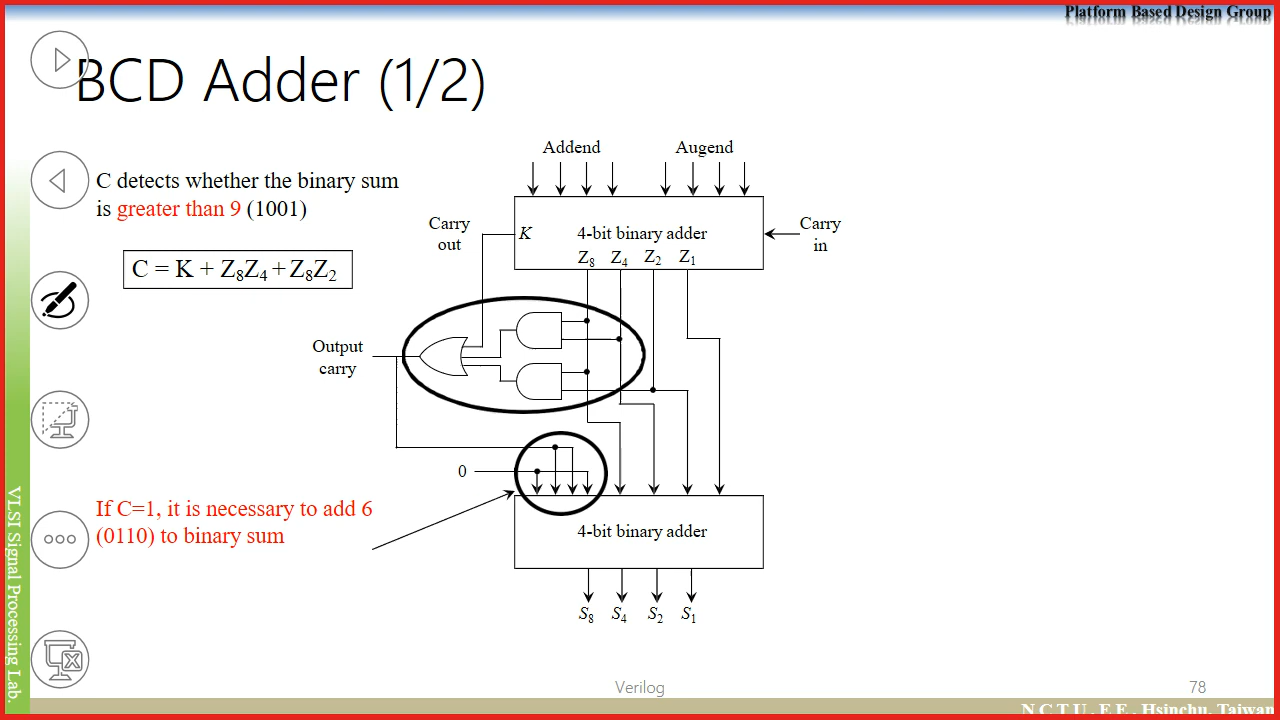 Platform Based Design Group
BCD Adder (1/2)
C detects whether the binary sum
is greater than 9 (1001)
C = K + Z8Z4 + Z8Z2
Addend
Augend
Carry
out
K
4-bit binary adder
Carry
in
Z8 Z4 Z2 Z1
Output
carry
0
If C=1, it is necessary to add 6
(0110) to binary sum
4-bit binary adder
S8 S4 S2 S1
VLSI Signal Processing Lab.
Verilog
78
N C T U . E E , Hsinchu, Taiwan